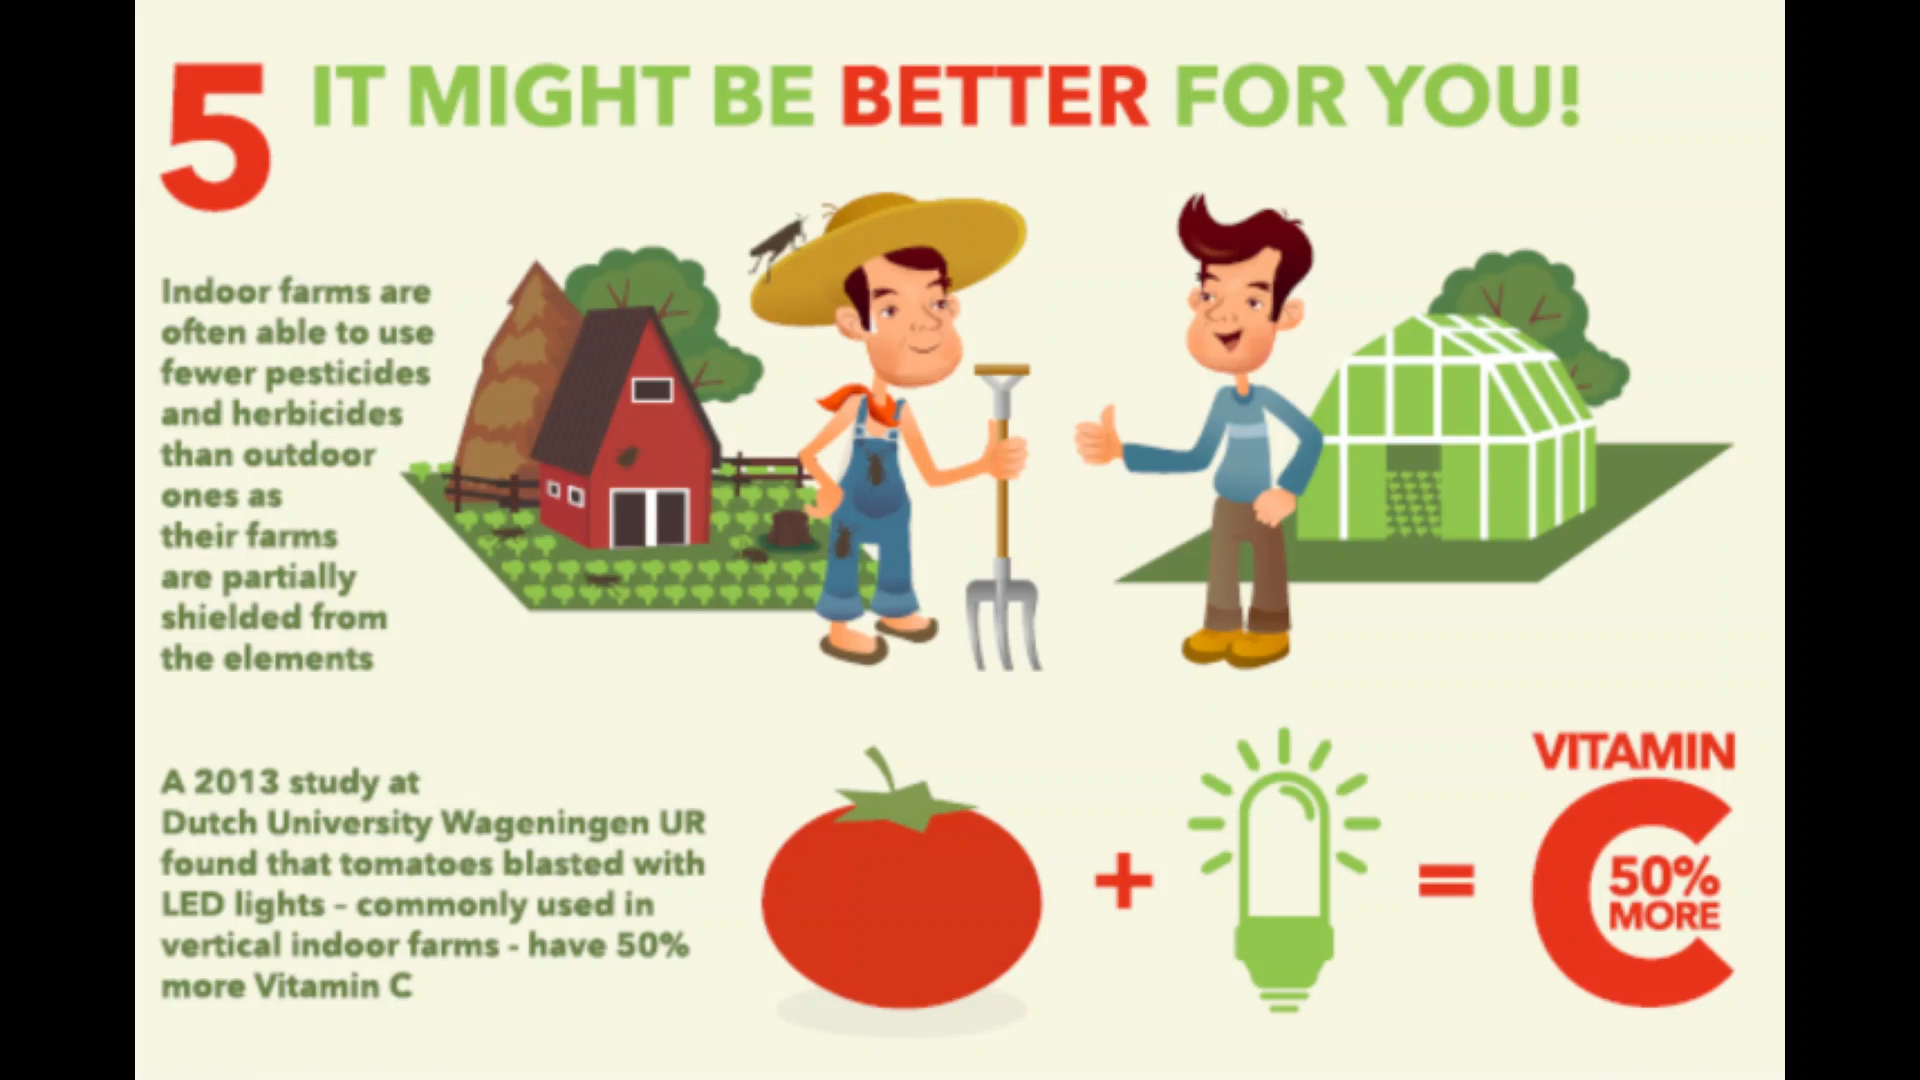 5 IT MIGHT BE BETTER FOR YOU!
Indoor farms are
often able to use
fewer pesticides
and herbicides
than outdoor
ones as
their farms
are partially
shielded from
the elements
A 2013 study at
Dutch University Wageningen UR
found that tomatoes blasted with
LED lights – commonly used in
vertical indoor farms - have 50%
more Vitamin C
+
=
VITAMIN
C
50%
MORE